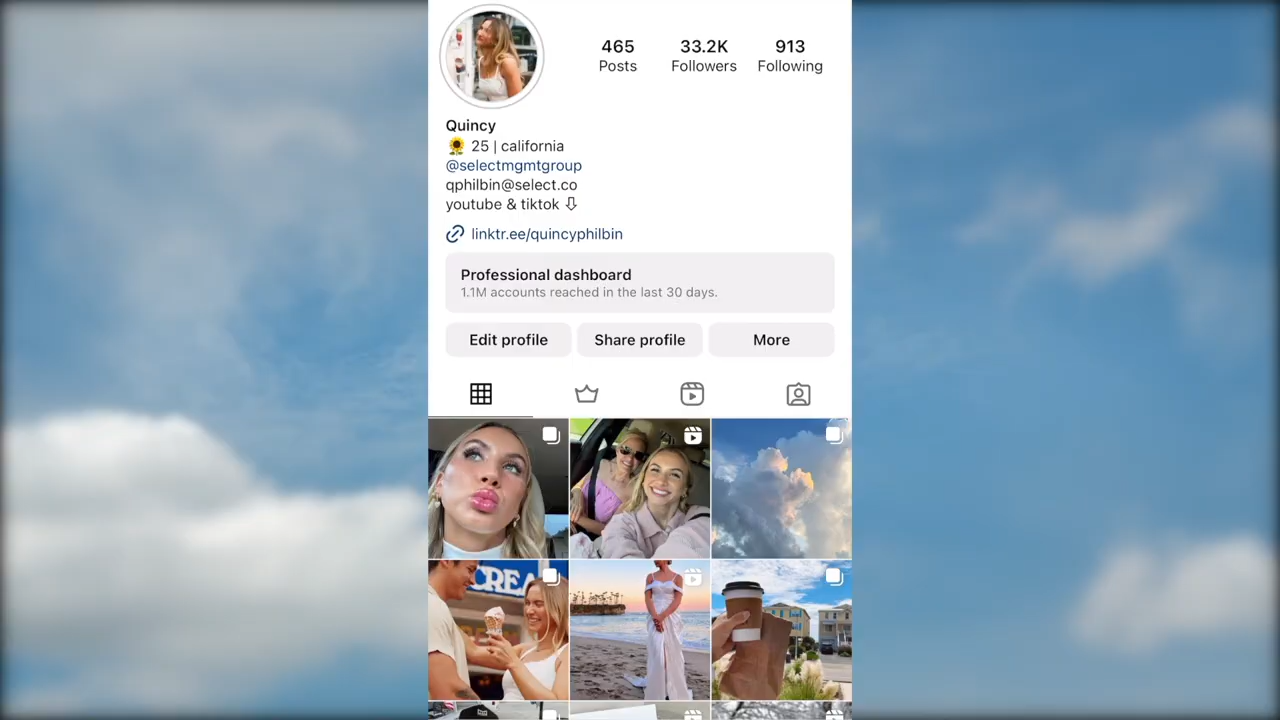 465 33.2K 913
Posts Followers Following
Quincy
🌻 25 | california
@selectmgmtgroup
qphilbin@select.co
youtube & tiktok ⇩
linktr.ee/quincyphilbin
Professional dashboard
1.1M accounts reached in the last 30 days.
Edit profile Share profile More
CREA